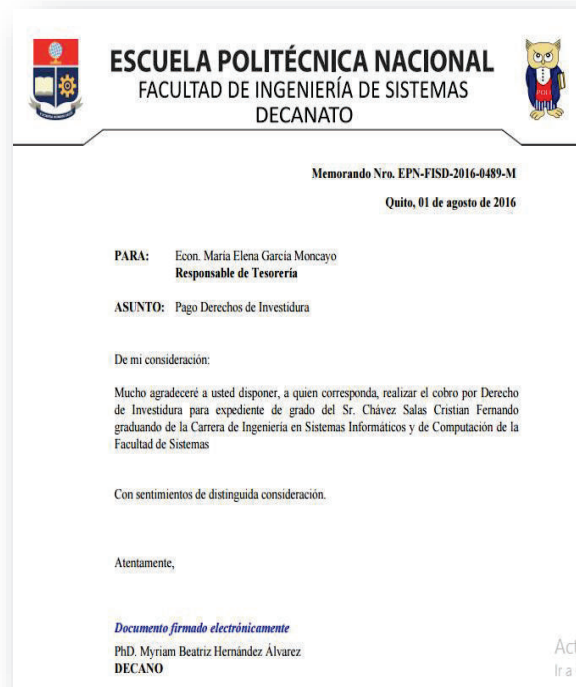 ESCUELA POLITÉCNICA NACIONAL
FACULTAD DE INGENIERÍA DE SISTEMAS
DECANATO
Memorando Nro. EPN-FISD-2016-0489-M
Quito, 01 de agosto de 2016
PARA: Econ. María Elena García Moncayo
Responsable de Tesorería
ASUNTO: Pago Derechos de Investidura
De mi consideración:
Mucho agradeceré a usted disponer, a quien corresponda, realizar el cobro por Derecho
de Investidura para expediente de grado del Sr. Chávez Salas Cristian Fernando
graduando de la Carrera de Ingeniería en Sistemas Informáticos y de Computación de la
Facultad de Sistemas
Con sentimientos de distinguida consideración.
Atentamente,
Documento firmado electrónicamente
PhD. Myriam Beatriz Hernández Álvarez
DECANO
Act
Ir a